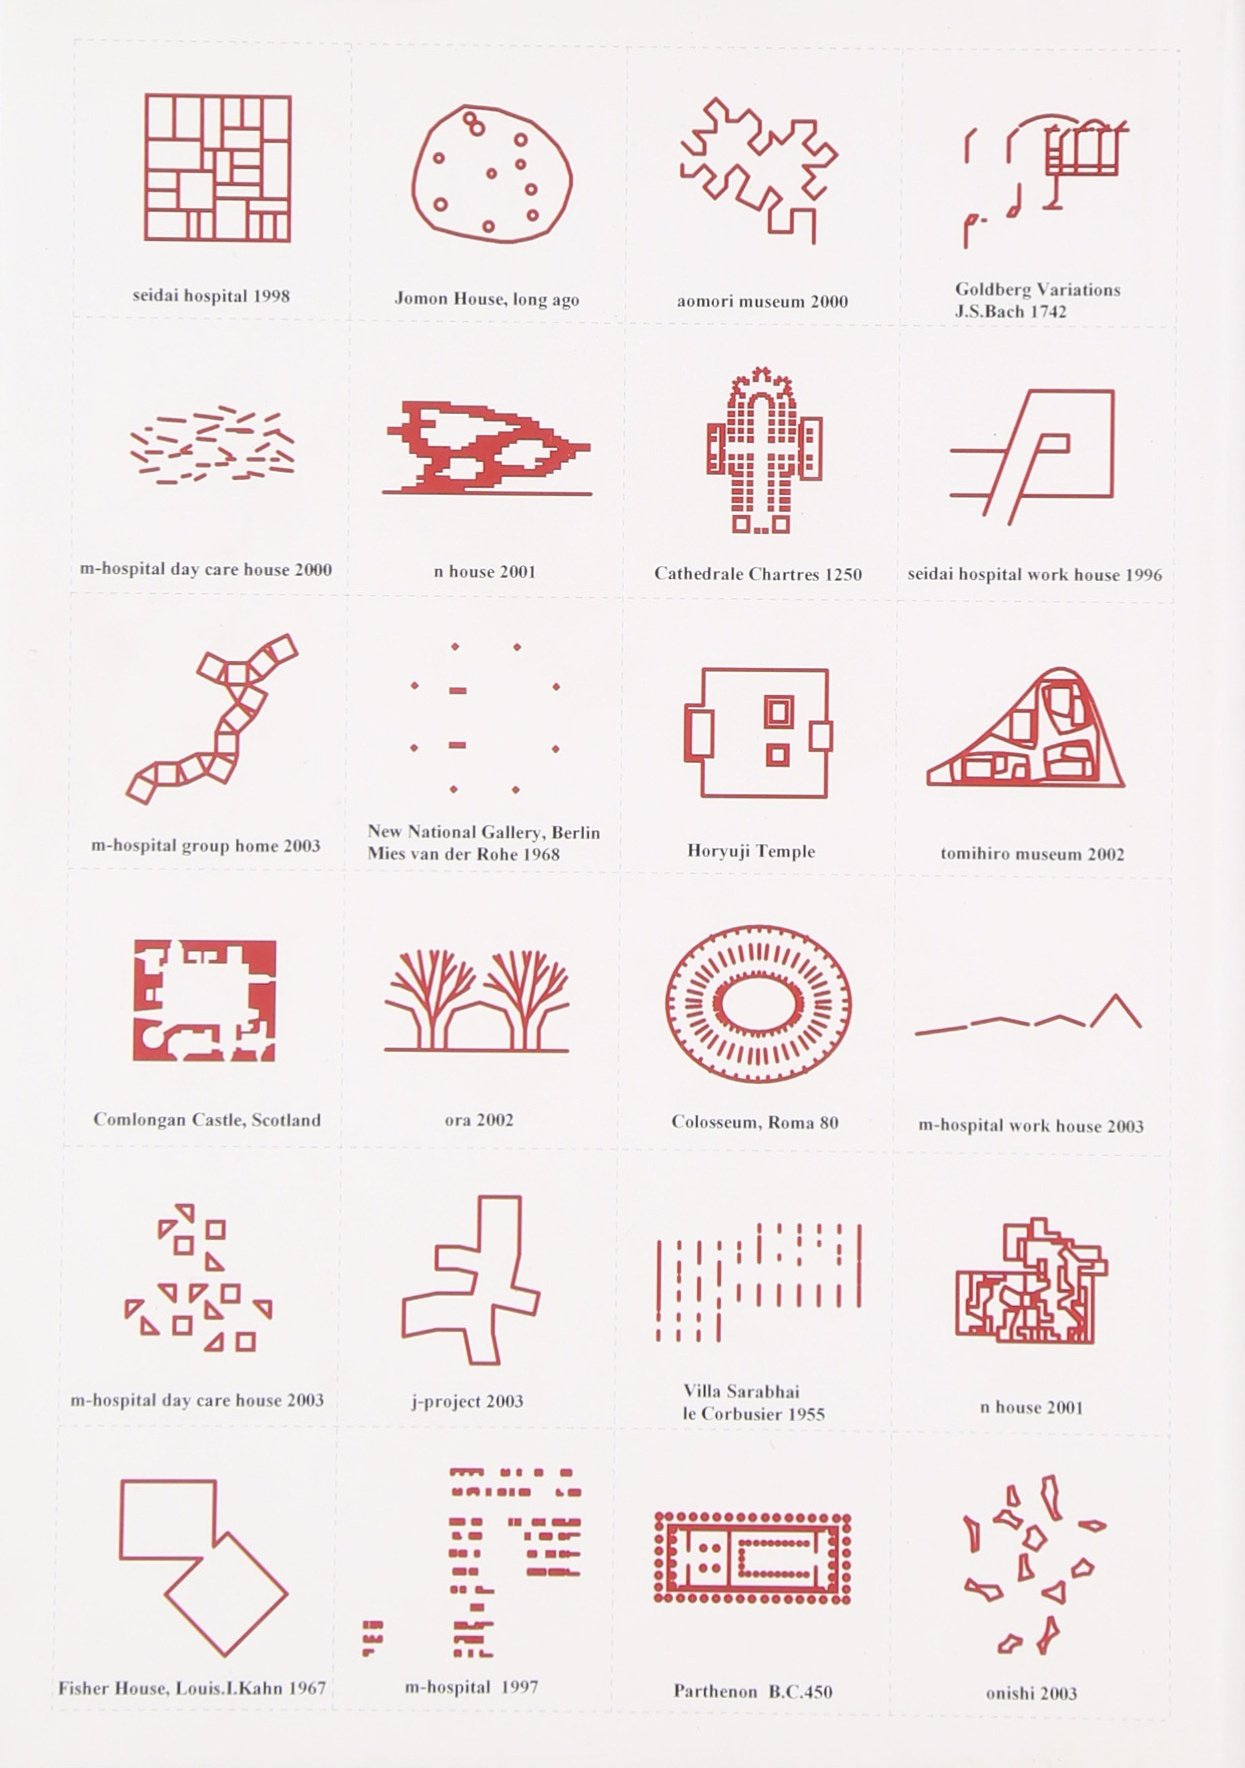 seidai hospital 1998
Jomon House, long ago
aomori museum 2000
Goldberg Variations
J.S.Bach 1742
m-hospital day care house 2000
n house 2001
Cathedrale Chartres 1250
seidai hospital work house 1996
m-hospital group home 2003
New National Gallery, Berlin
Mies van der Rohe 1968
Horyuji Temple
tomihiro museum 2002
Comlongan Castle, Scotland
ora 2002
Colosseum, Roma 80
m-hospital work house 2003
m-hospital day care house 2003
j-project 2003
Villa Sarabhai
le Corbusier 1955
n house 2001
Fisher House, Louis.I.Kahn 1967
m-hospital 1997
Parthenon B.C.450
onishi 2003